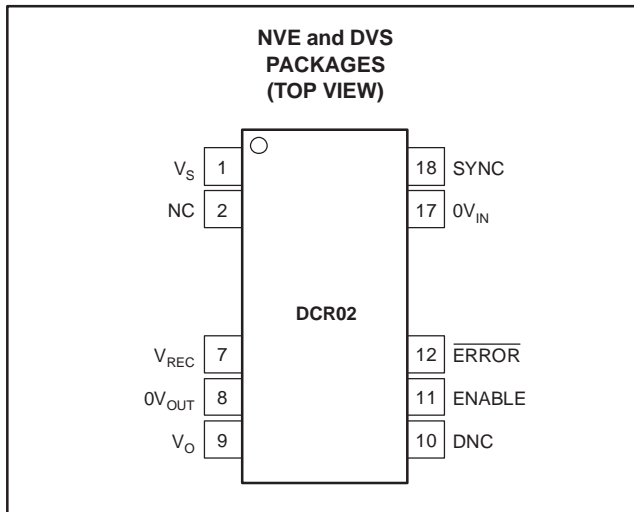 NVE and DVS
PACKAGES
(TOP VIEW)
V_S 1 18 SYNC
NC 2 17 0V_IN
DCR02
V_REC 7 12 E̅R̅R̅O̅R̅
0V_OUT 8 11 ENABLE
V_O 9 10 DNC